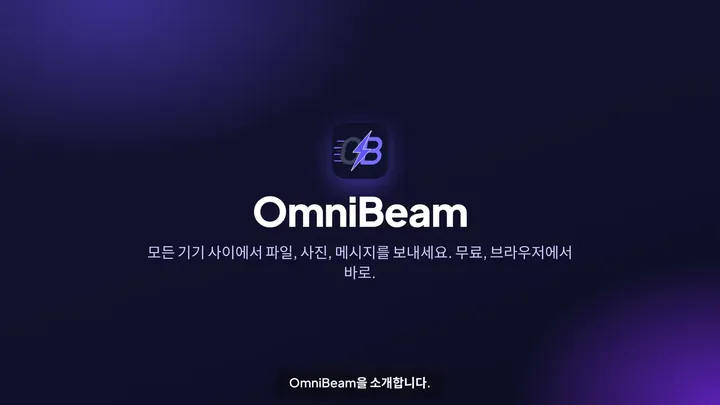 OB
OmniBeam
모든 기기 사이에서 파일, 사진, 메시지를 보내세요. 무료, 브라우저에서
바로.
OmniBeam을 소개합니다.